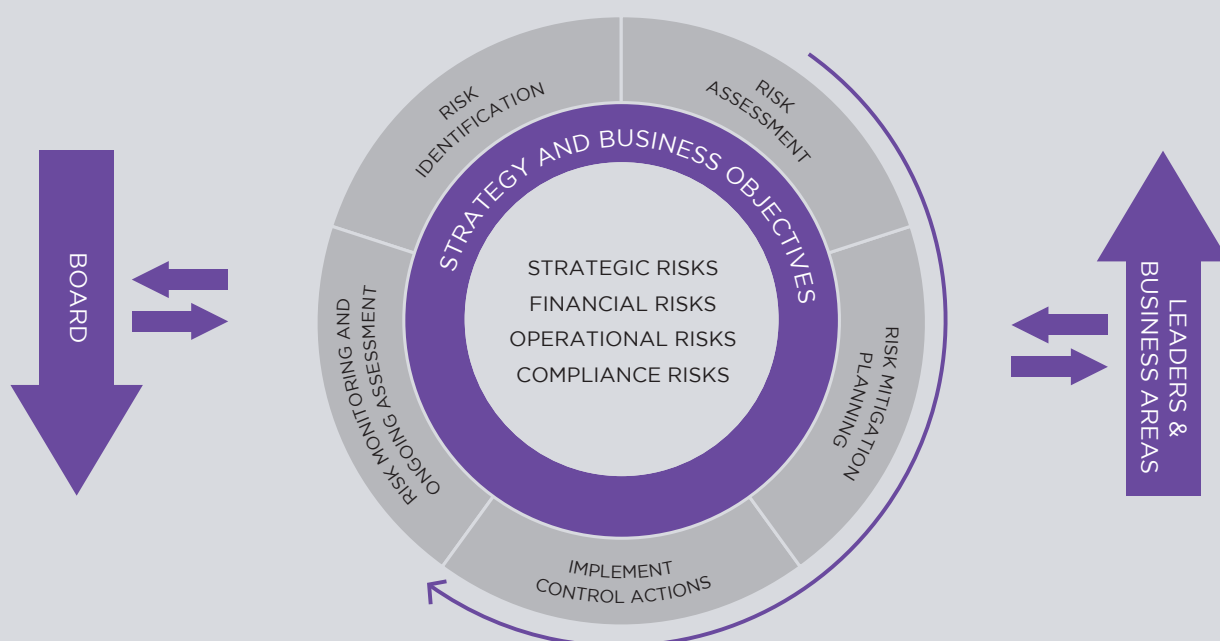 RISK
IDENTIFICATION
RISK
ASSESSMENT
STRATEGY AND BUSINESS OBJECTIVES
BOARD
STRATEGIC RISKS
FINANCIAL RISKS
OPERATIONAL RISKS
COMPLIANCE RISKS
RISK MONITORING AND
ONGOING ASSESSMENT
RISK MITIGATION
PLANNING
LEADERS &
BUSINESS AREAS
IMPLEMENT
CONTROL ACTIONS